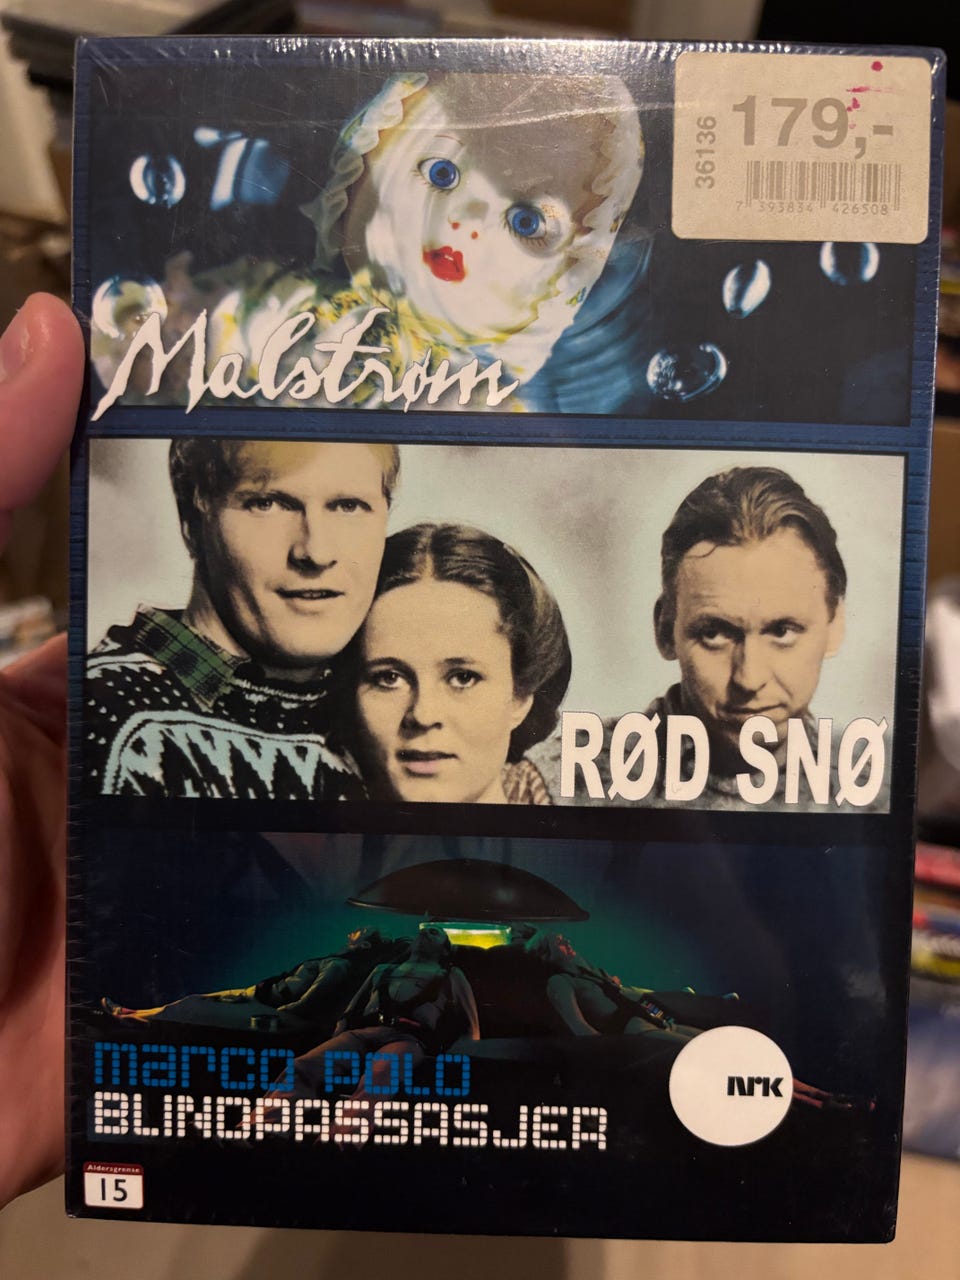 36136
179,-
7 393834 426508
Malstrøm
RØD SNØ
marco polo
BLINDPASSASJER
NRK
Aldersgrense
15